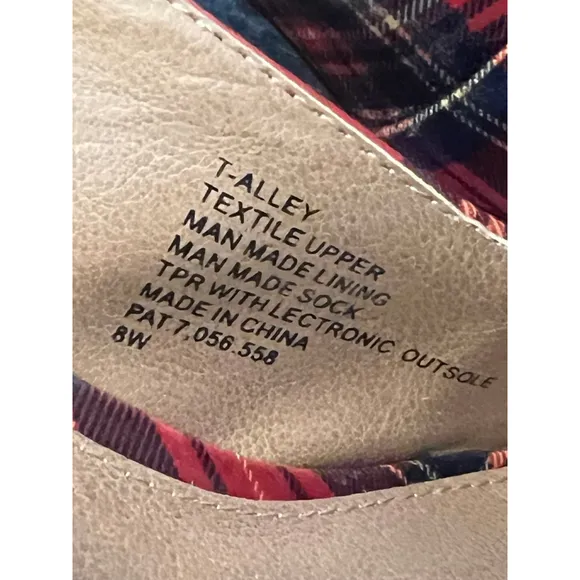 T-ALLEY
TEXTILE UPPER
MAN MADE LINING
MAN MADE SOCK
TPR WITH LECTRONIC OUTSOLE
MADE IN CHINA
PAT 7,056.558
8W